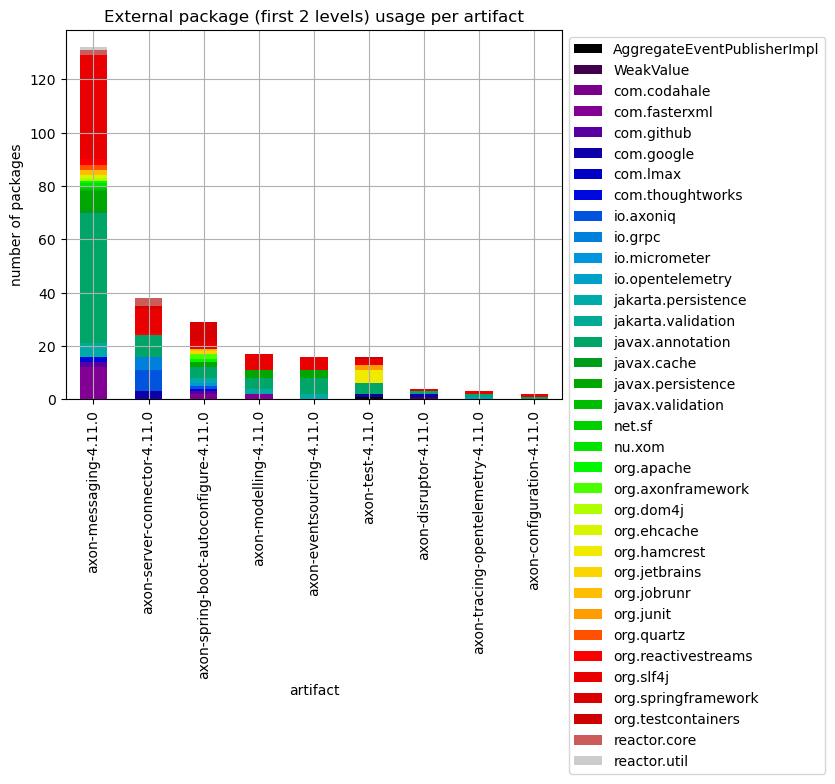 External package (first 2 levels) usage per artifact
number of packages
120
100
80
60
40
20
0
axon-messaging-4.11.0
axon-server-connector-4.11.0
axon-spring-boot-autoconfigure-4.11.0
axon-modelling-4.11.0
axon-eventsourcing-4.11.0
axon-test-4.11.0
axon-disruptor-4.11.0
axon-tracing-opentelemetry-4.11.0
axon-configuration-4.11.0
artifact
AggregateEventPublisherImpl
WeakValue
com.codahale
com.fasterxml
com.github
com.google
com.lmax
com.thoughtworks
io.axoniq
io.grpc
io.micrometer
io.opentelemetry
jakarta.persistence
jakarta.validation
javax.annotation
javax.cache
javax.persistence
javax.validation
net.sf
nu.xom
org.apache
org.axonframework
org.dom4j
org.ehcache
org.hamcrest
org.jetbrains
org.jobrunr
org.junit
org.quartz
org.reactivestreams
org.slf4j
org.springframework
org.testcontainers
reactor.core
reactor.util